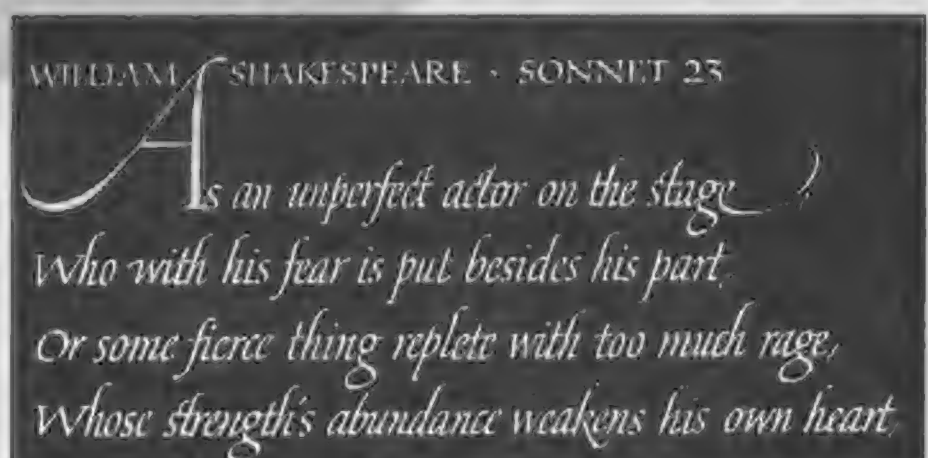 WILLIAM SHAKESPEARE · SONNET 23
As an unperfect actor on the stage
Who with his fear is put besides his part,
Or some fierce thing replete with too much rage,
Whose strength's abundance weakens his own heart,